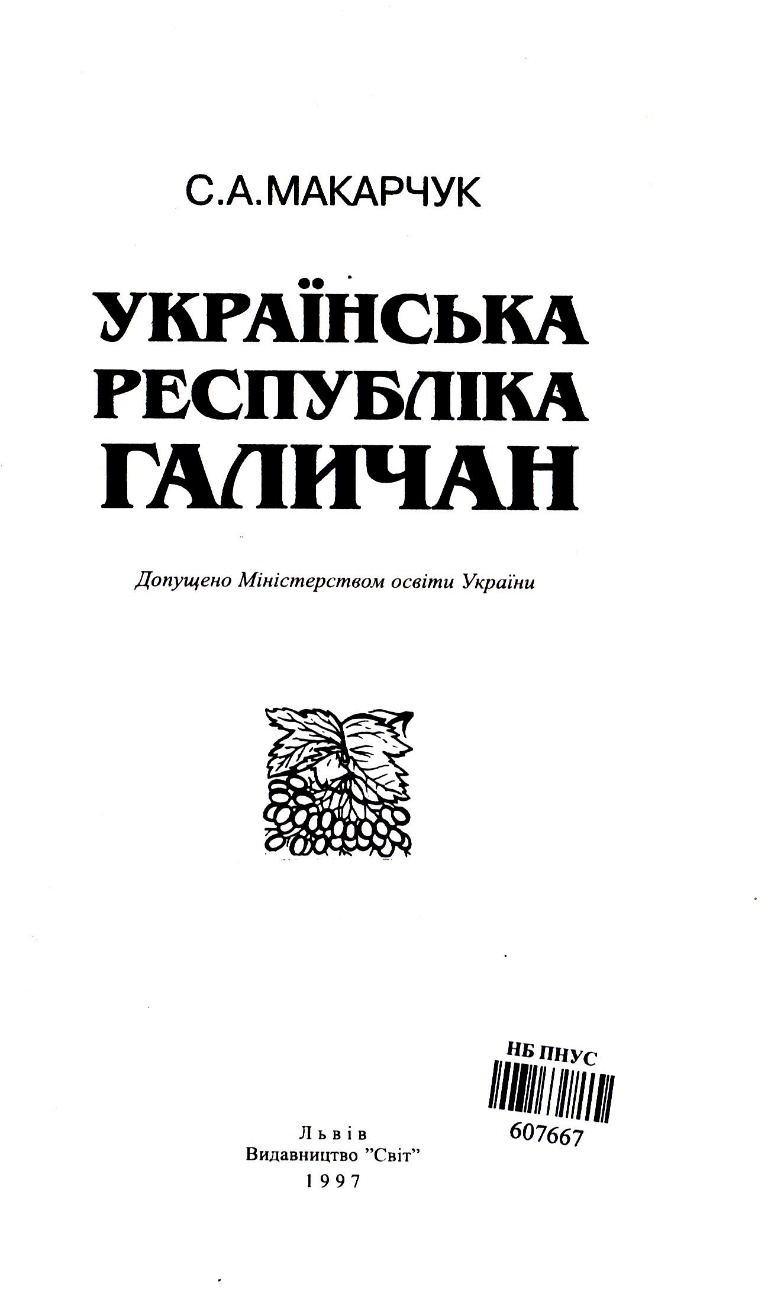 С.А.МАКАРЧУК
УКРАЇНСЬКА
РЕСПУБЛІКА
ГАЛИЧАН
Допущено Міністерством освіти України
НБ ПНУС
607667
Львів
Видавництво "Світ"
1997